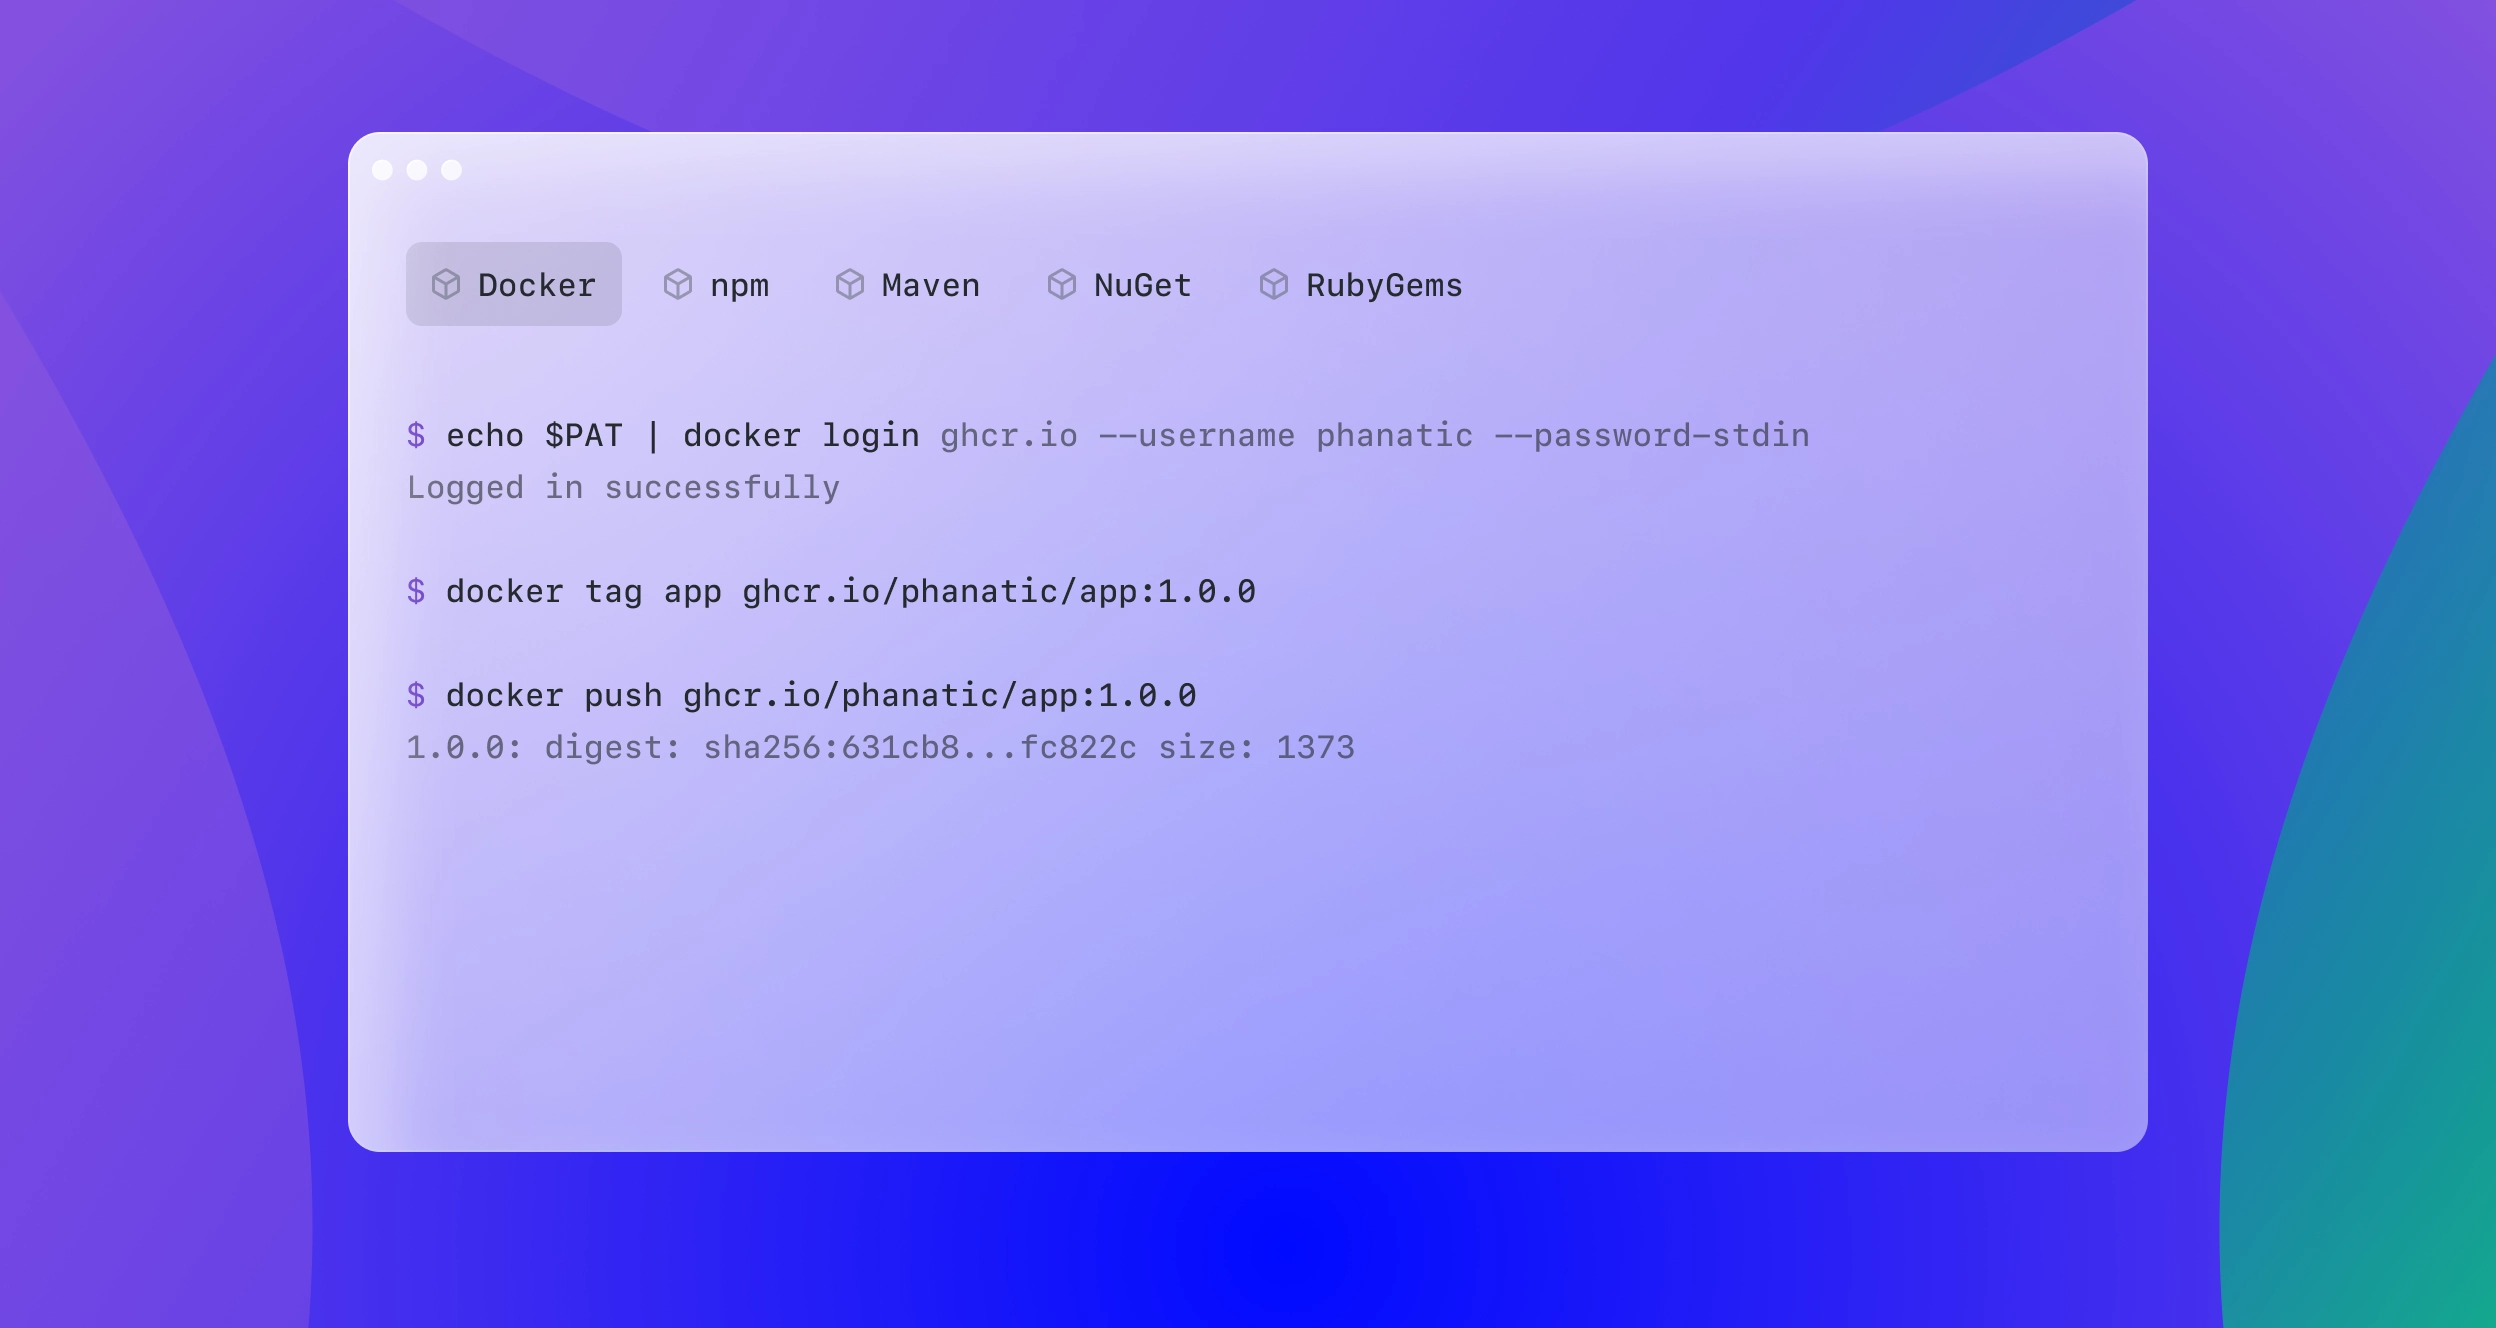 Docker npm Maven NuGet RubyGems
$ echo $PAT | docker login ghcr.io --username phanatic --password-stdin
Logged in successfully
$ docker tag app ghcr.io/phanatic/app:1.0.0
$ docker push ghcr.io/phanatic/app:1.0.0
1.0.0: digest: sha256:631cb8...fc822c size: 1373